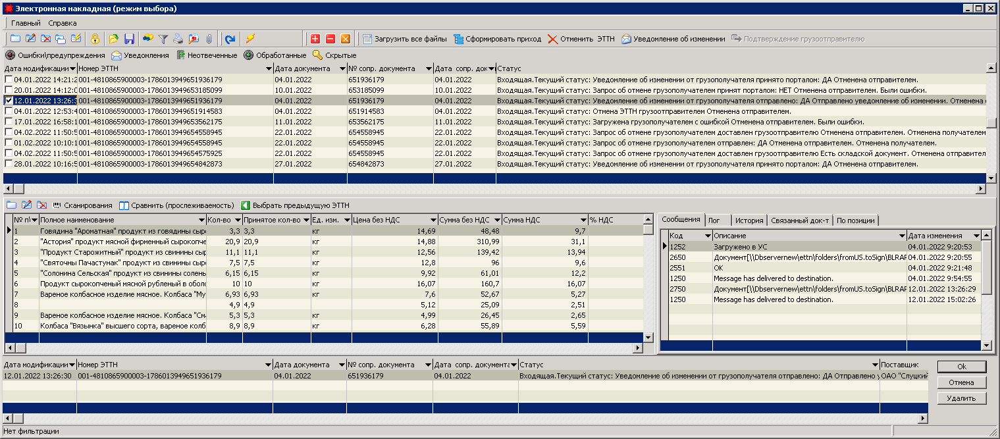 Электронная накладная (режим выбора)
Главный Справка
Загрузить все файлы Сформировать приход Отменить ЭТТН Уведомление об изменении Подтверждение грузоотправителю
Ошибки\предупреждения Уведомления Неотвеченные Обработанные Скрытые
Дата модификации Номер ЭТТН Дата документа № сопр. документа Дата сопр. док Статус
04.01.2022 14:21:2 001-4810865900003-1786013949651936179 04.01.2022 651936179 04.01.2022 Входящая.Текущий статус: Уведомление об изменении от грузополучателя принято порталом: ДА Отменена отправителем.
20.01.2022 14:12:0 001-4810865900003-1786013949653185099 10.01.2022 653185099 10.01.2022 Входящая.Текущий статус: Запрос об отмене грузополучателем принят порталом: НЕТ Отменена отправителем. Были ошибки.
12.01.2022 13:26:3 001-4810865900003-1786013949651936179 04.01.2022 651936179 04.01.2022 Входящая.Текущий статус: Уведомление об изменении от грузополучателя отправлено: ДА Отправлено уведомление об изменении. Отменена
04.01.2022 12:53:4 001-4810865900003-1786013949651914583 04.01.2022 651914583 04.01.2022 Входящая.Текущий статус: Отмена ЭТТН грузоотправителем Отменена отправителем.
17.01.2022 16:58:1 001-4810865900003-1786013949653562175 11.01.2022 653562175 11.01.2022 Входящая.Текущий статус: Загружена грузополучателем с ошибкой Отменена отправителем. Были ошибки.
04.02.2022 11:50:5 001-4810865900003-1786013949654558945 22.01.2022 654558945 22.01.2022 Входящая.Текущий статус: Запрос об отмене грузополучателем доставлен грузоотправителю Отменена отправителем. Отменена получателем
01.02.2022 10:10:1 001-4810865900003-1786013949654558945 22.01.2022 654558945 22.01.2022 Входящая.Текущий статус: Запрос об отмене грузополучателем отправлен: ДА Отменена отправителем. Отменена получателем.
04.02.2022 11:50:5 001-4810865900003-1786013949654575925 22.01.2022 654558945 22.01.2022 Входящая.Текущий статус: Запрос об отмене грузополучателем доставлен грузоотправителю Есть складской документ. Отменена отправител
28.01.2022 10:16:5 001-4810865900003-1786013949654842873 27.01.2022 654842873 27.01.2022 Входящая.Текущий статус: Уведомление об изменении от грузополучателя принято порталом: ДА Отменена отправителем.
Сканирования Сравнить (прослеживаемость) Выбрать предыдущую ЭТТН
№ п\ Полное наименование Кол-во Принятое кол-во Ед. изм. Цена без НДС Сумма без НДС Сумма НДС % НДС
1 Говядина "Ароматная" продукт из говядины сыр 3,3 3,3 кг 14,69 48,48 9,7
2 "Астория" продукт мясной фирменный сырокопче 20,9 20,9 кг 14,88 310,99 31,1
3 "Продукт Старожитный" продукт из свинины сыр 11,1 11,1 кг 12,56 139,42 13,94
4 "Святочны Пачастунак" продукт из свинины сыр 7,5 7,5 кг 12,8 96 9,6
5 "Солонина Сельская" продукт из свинины солень 6,15 6,15 кг 9,92 61,01 12,2
6 Продукт сырокопченый мясной рубленый в оболо 10 10 кг 16,07 160,7 16,07
7 Вареное колбасное изделие мясное. Колбаса "Му 6,93 6,93 кг 7,6 52,67 5,27
8 4,9 4,9 5,12 25,09 2,51
9 Вареное колбасное изделие мясное. Колбаса "См 5,3 5,3 кг 4,99 26,45 2,65
10 Колбаса "Вязынка" высшего сорта, вареное колб 8,9 8,9 кг 6,28 55,89 5,59
Сообщения Лог История Связанный док-т По позиции
Код Описание Дата изменения
1252 Загружено в УС 04.01.2022 9:20:53
2650 Документ[\\Dbservernew\ettn\folders\fromUS.toSign\BLRAP 04.01.2022 9:20:55
2551 ОК 04.01.2022 9:21:48
1250 Message has delivered to destination. 04.01.2022 9:54:55
2750 Документ[\\Dbservernew\ettn\folders\fromUS.toSign\BLRAP 12.01.2022 13:26:29
1250 Message has delivered to destination. 12.01.2022 15:02:26
Дата модификации Номер ЭТТН Дата документа № сопр. документа Дата сопр. документа Статус Поставщик
12.01.2022 13:26:30 001-4810865900003-1786013949651936179 04.01.2022 651936179 04.01.2022 Входящая.Текущий статус: Уведомление об изменении от грузополучателя отправлено: ДА Отправлено у ОАО "Слуцкий
Ok
Отмена
Удалить
Нет фильтрации